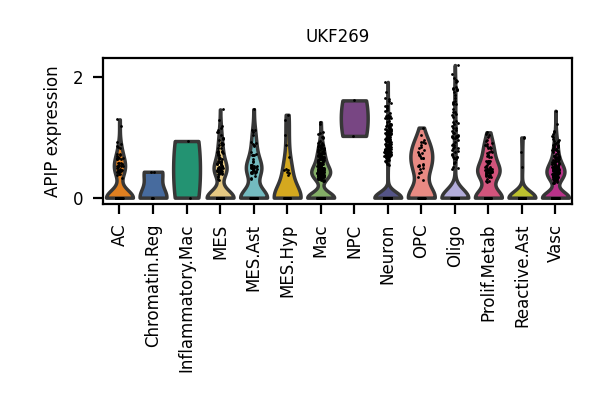 UKF269
APIP expression
2
0
AC
Chromatin.Reg
Inflammatory.Mac
MES
MES.Ast
MES.Hyp
Mac
NPC
Neuron
OPC
Oligo
Prolif.Metab
Reactive.Ast
Vasc